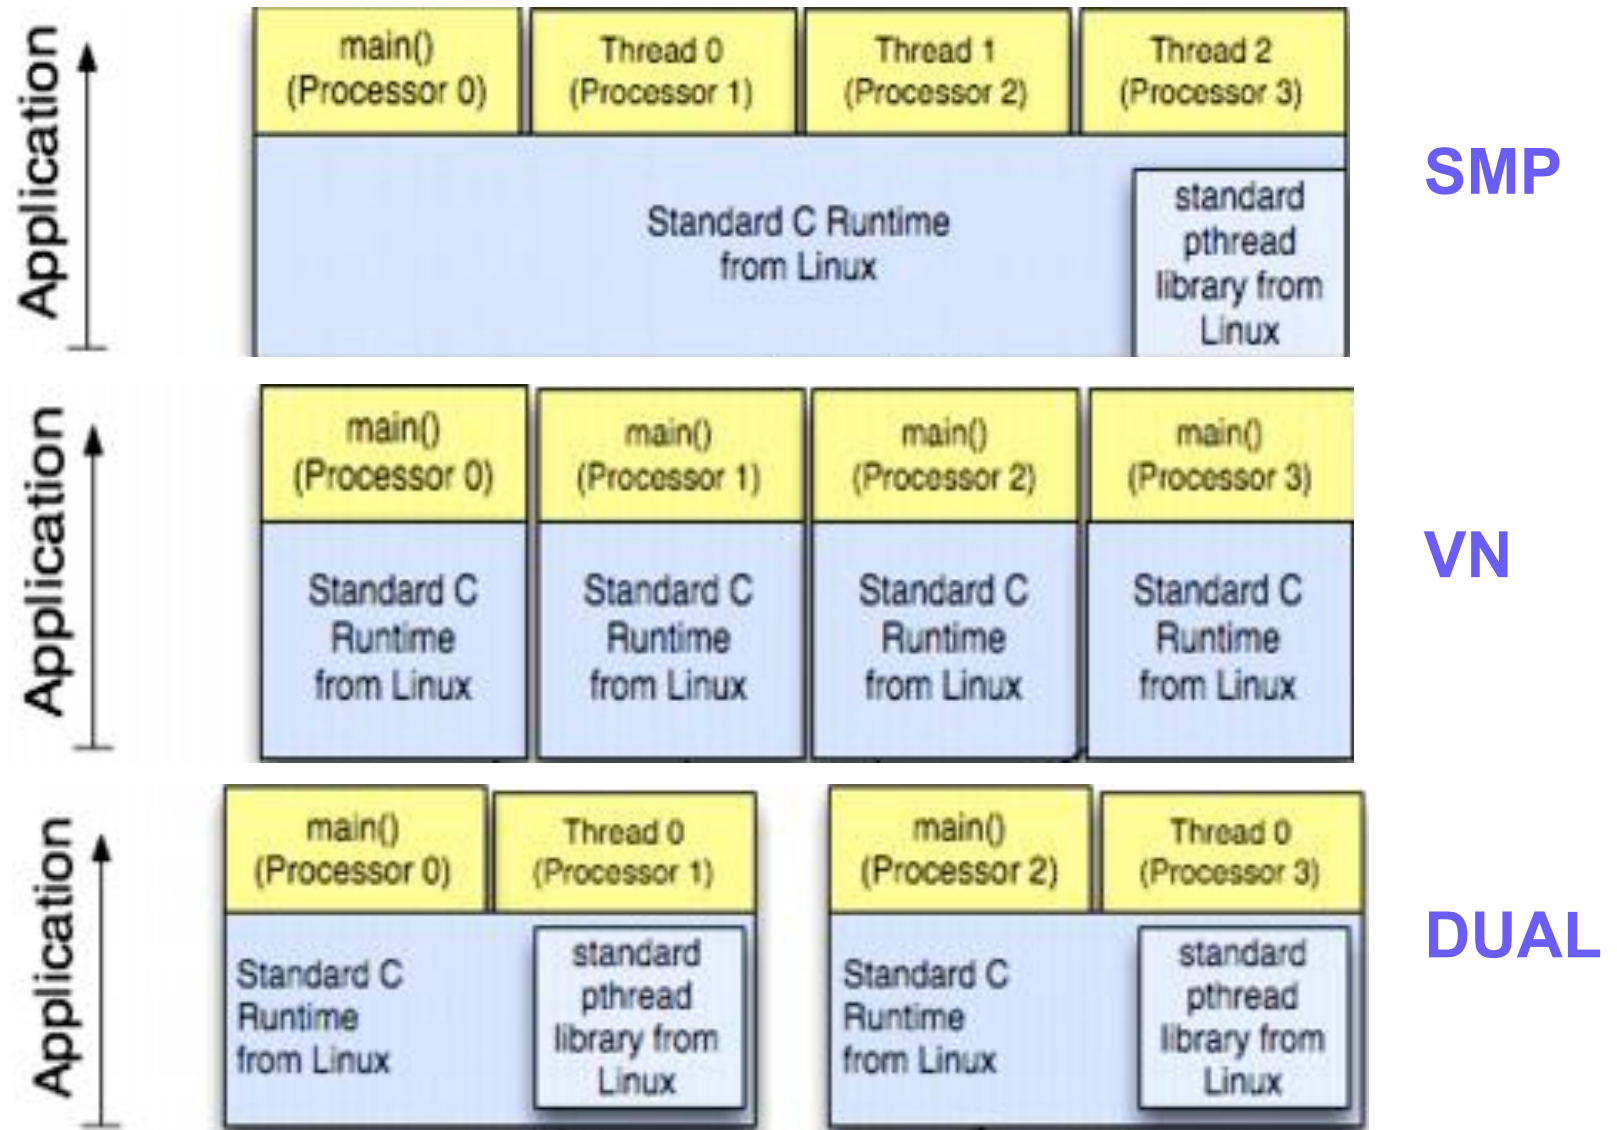 Application
main()
(Processor 0)
Thread 0
(Processor 1)
Thread 1
(Processor 2)
Thread 2
(Processor 3)
Standard C Runtime
from Linux
standard
pthread
library from
Linux
SMP
Application
main()
(Processor 0)
main()
(Processor 1)
main()
(Processor 2)
main()
(Processor 3)
Standard C
Runtime
from Linux
Standard C
Runtime
from Linux
Standard C
Runtime
from Linux
Standard C
Runtime
from Linux
VN
Application
main()
(Processor 0)
Thread 0
(Processor 1)
main()
(Processor 2)
Thread 0
(Processor 3)
Standard C
Runtime
from Linux
standard
pthread
library from
Linux
Standard C
Runtime
from Linux
standard
pthread
library from
Linux
DUAL